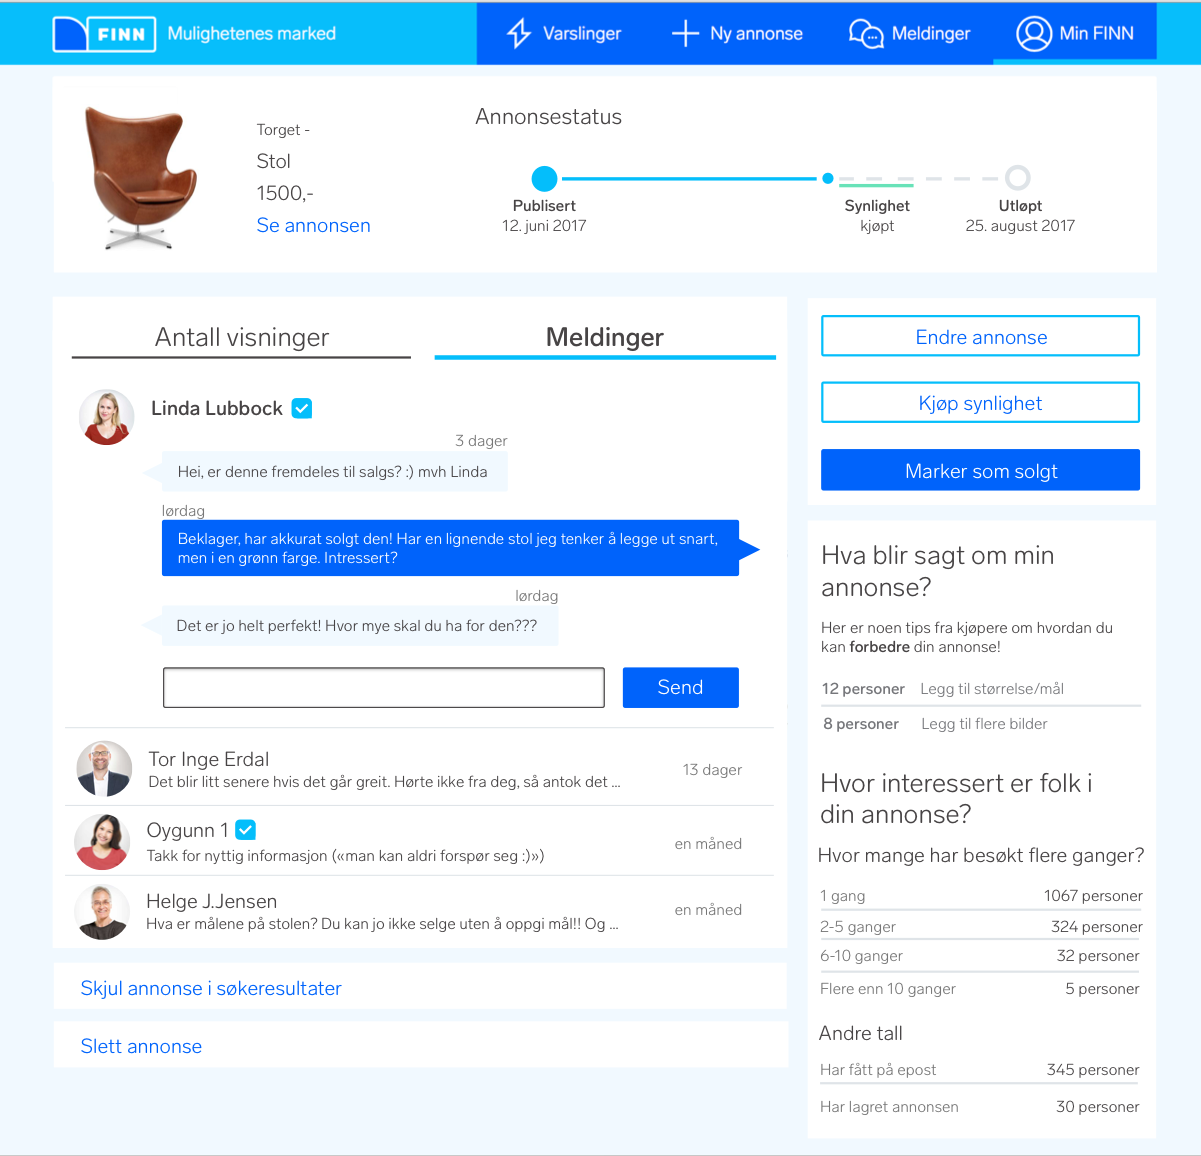 FINN Mulighetenes marked
Varslinger
Ny annonse
Meldinger
Min FINN
Torget -
Stol
1500,-
Se annonsen
Annonsestatus
Publisert
12. juni 2017
Synlighet
kjøpt
Utløpt
25. august 2017
Antall visninger
Meldinger
Linda Lubbock
3 dager
Hei, er denne fremdeles til salgs? :) mvh Linda
lørdag
Beklager, har akkurat solgt den! Har en lignende stol jeg tenker å legge ut snart,
men i en grønn farge. Intressert?
lørdag
Det er jo helt perfekt! Hvor mye skal du ha for den???
Send
Tor Inge Erdal
Det blir litt senere hvis det går greit. Hørte ikke fra deg, så antok det ...
13 dager
Oygunn 1
Takk for nyttig informasjon («man kan aldri forspør seg :)»)
en måned
Helge J.Jensen
Hva er målene på stolen? Du kan jo ikke selge uten å oppgi mål!! Og ...
en måned
Skjul annonse i søkeresultater
Slett annonse
Endre annonse
Kjøp synlighet
Marker som solgt
Hva blir sagt om min
annonse?
Her er noen tips fra kjøpere om hvordan du
kan forbedre din annonse!
12 personer Legg til størrelse/mål
8 personer Legg til flere bilder
Hvor interessert er folk i
din annonse?
Hvor mange har besøkt flere ganger?
1 gang 1067 personer
2-5 ganger 324 personer
6-10 ganger 32 personer
Flere enn 10 ganger 5 personer
Andre tall
Har fått på epost 345 personer
Har lagret annonsen 30 personer